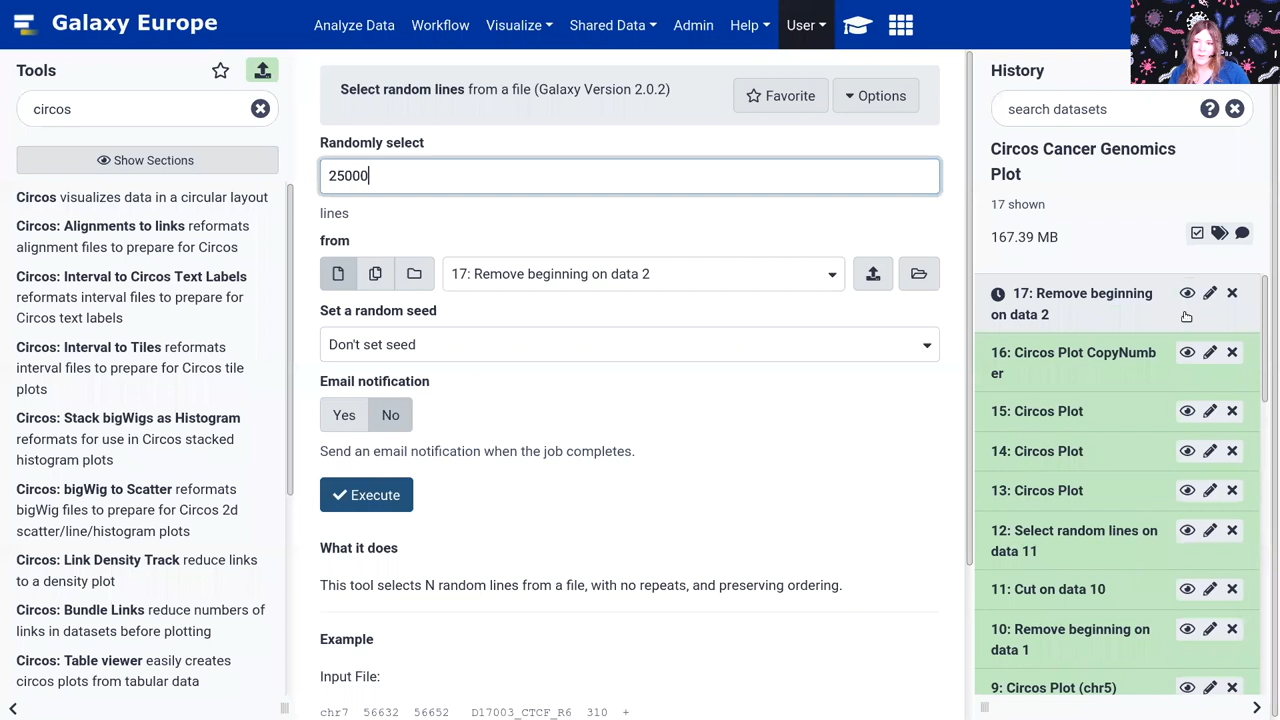 Galaxy Europe
Analyze Data
Workflow
Visualize
Shared Data
Admin
Help
User
Tools
circos
Show Sections
Circos visualizes data in a circular layout
Circos: Alignments to links reformats
alignment files to prepare for Circos
Circos: Interval to Circos Text Labels
reformats interval files to prepare for
Circos text labels
Circos: Interval to Tiles reformats
interval files to prepare for Circos tile
plots
Circos: Stack bigWigs as Histogram
reformats for use in Circos stacked
histogram plots
Circos: bigWig to Scatter reformats
bigWig files to prepare for Circos 2d
scatter/line/histogram plots
Circos: Link Density Track reduce links
to a density plot
Circos: Bundle Links reduce numbers of
links in datasets before plotting
Circos: Table viewer easily creates
circos plots from tabular data
Select random lines from a file (Galaxy Version 2.0.2)
Favorite
Options
Randomly select
25000
lines
from
17: Remove beginning on data 2
Set a random seed
Don't set seed
Email notification
Yes
No
Send an email notification when the job completes.
Execute
What it does
This tool selects N random lines from a file, with no repeats, and preserving ordering.
Example
Input File:
chr7 56632 56652 D17003_CTCF_R6 310 +
History
search datasets
Circos Cancer Genomics
Plot
17 shown
167.39 MB
17: Remove beginning
on data 2
16: Circos Plot CopyNumb
er
15: Circos Plot
14: Circos Plot
13: Circos Plot
12: Select random lines on
data 11
11: Cut on data 10
10: Remove beginning on
data 1
9: Circos Plot (chr5)